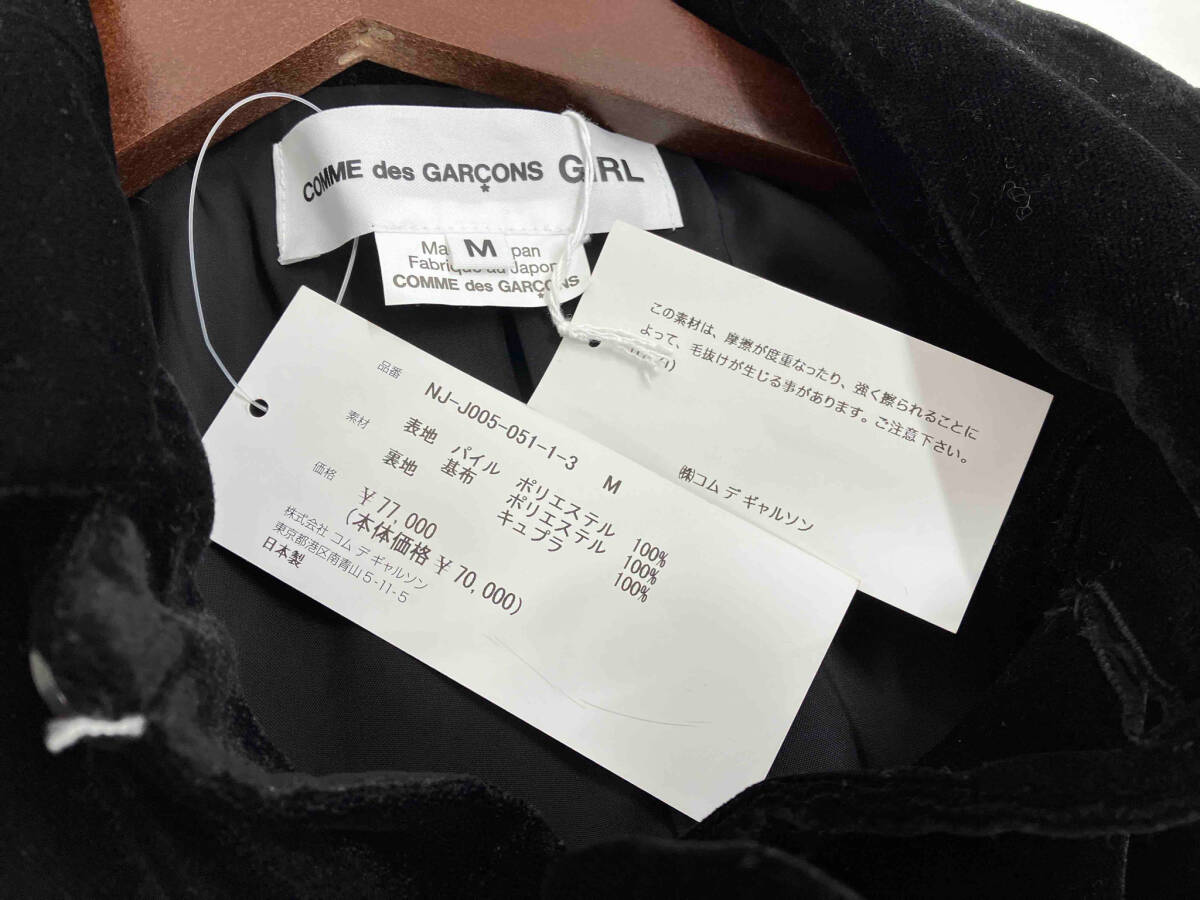 COMME des GARÇONS GIRL
M
Fabrique au Japon
COMME des GARÇONS
この素材は、摩擦が度重なったり、強く擦られることに
よって、毛抜けが生じる事があります。ご注意下さい。
㈱コム デ ギャルソン
品番 NJ-J005-051-1-3 M
素材 表地 パイル ポリエステル 100%
基布 ポリエステル 100%
裏地 キュプラ 100%
価格 ¥77,000
(本体価格 ¥70,000)
株式会社 コム デ ギャルソン
東京都港区南青山5-11-5
日本製